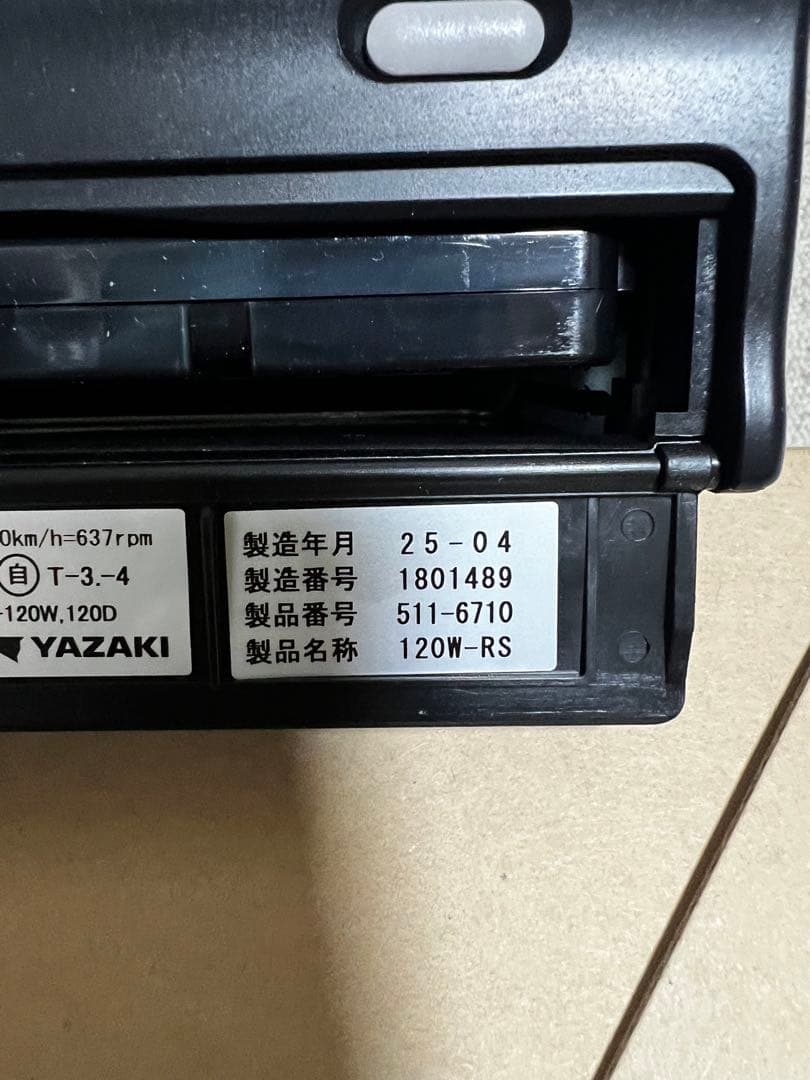 0km/h=637rpm
自 T-3.-4
-120W,120D
YAZAKI
製造年月 25-04
製造番号 1801489
製品番号 511-6710
製品名称 120W-RS